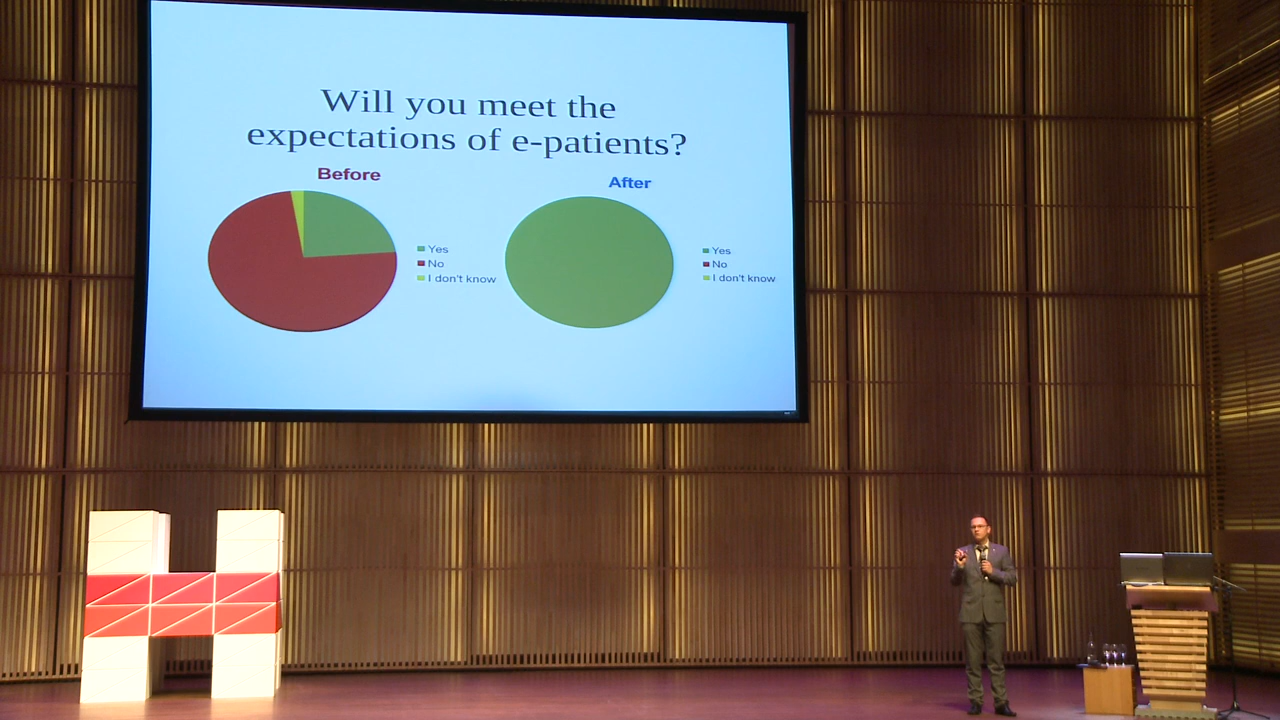 Will you meet the
expectations of e-patients?
Before
After
Yes
No
I don't know
Yes
No
I don't know